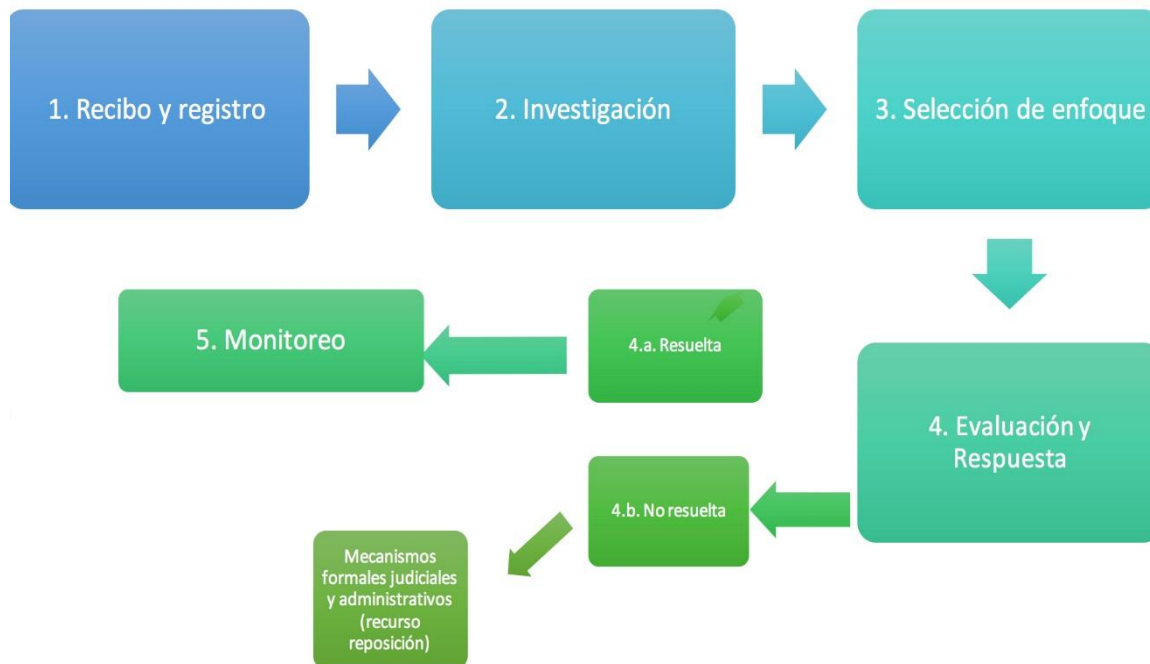 1. Recibo y registro
2. Investigación
3. Selección de enfoque
4. Evaluación y
Respuesta
4.a. Resuelta
5. Monitoreo
4.b. No resuelta
Mecanismos
formales judiciales
y administrativos
(recurso
reposición)